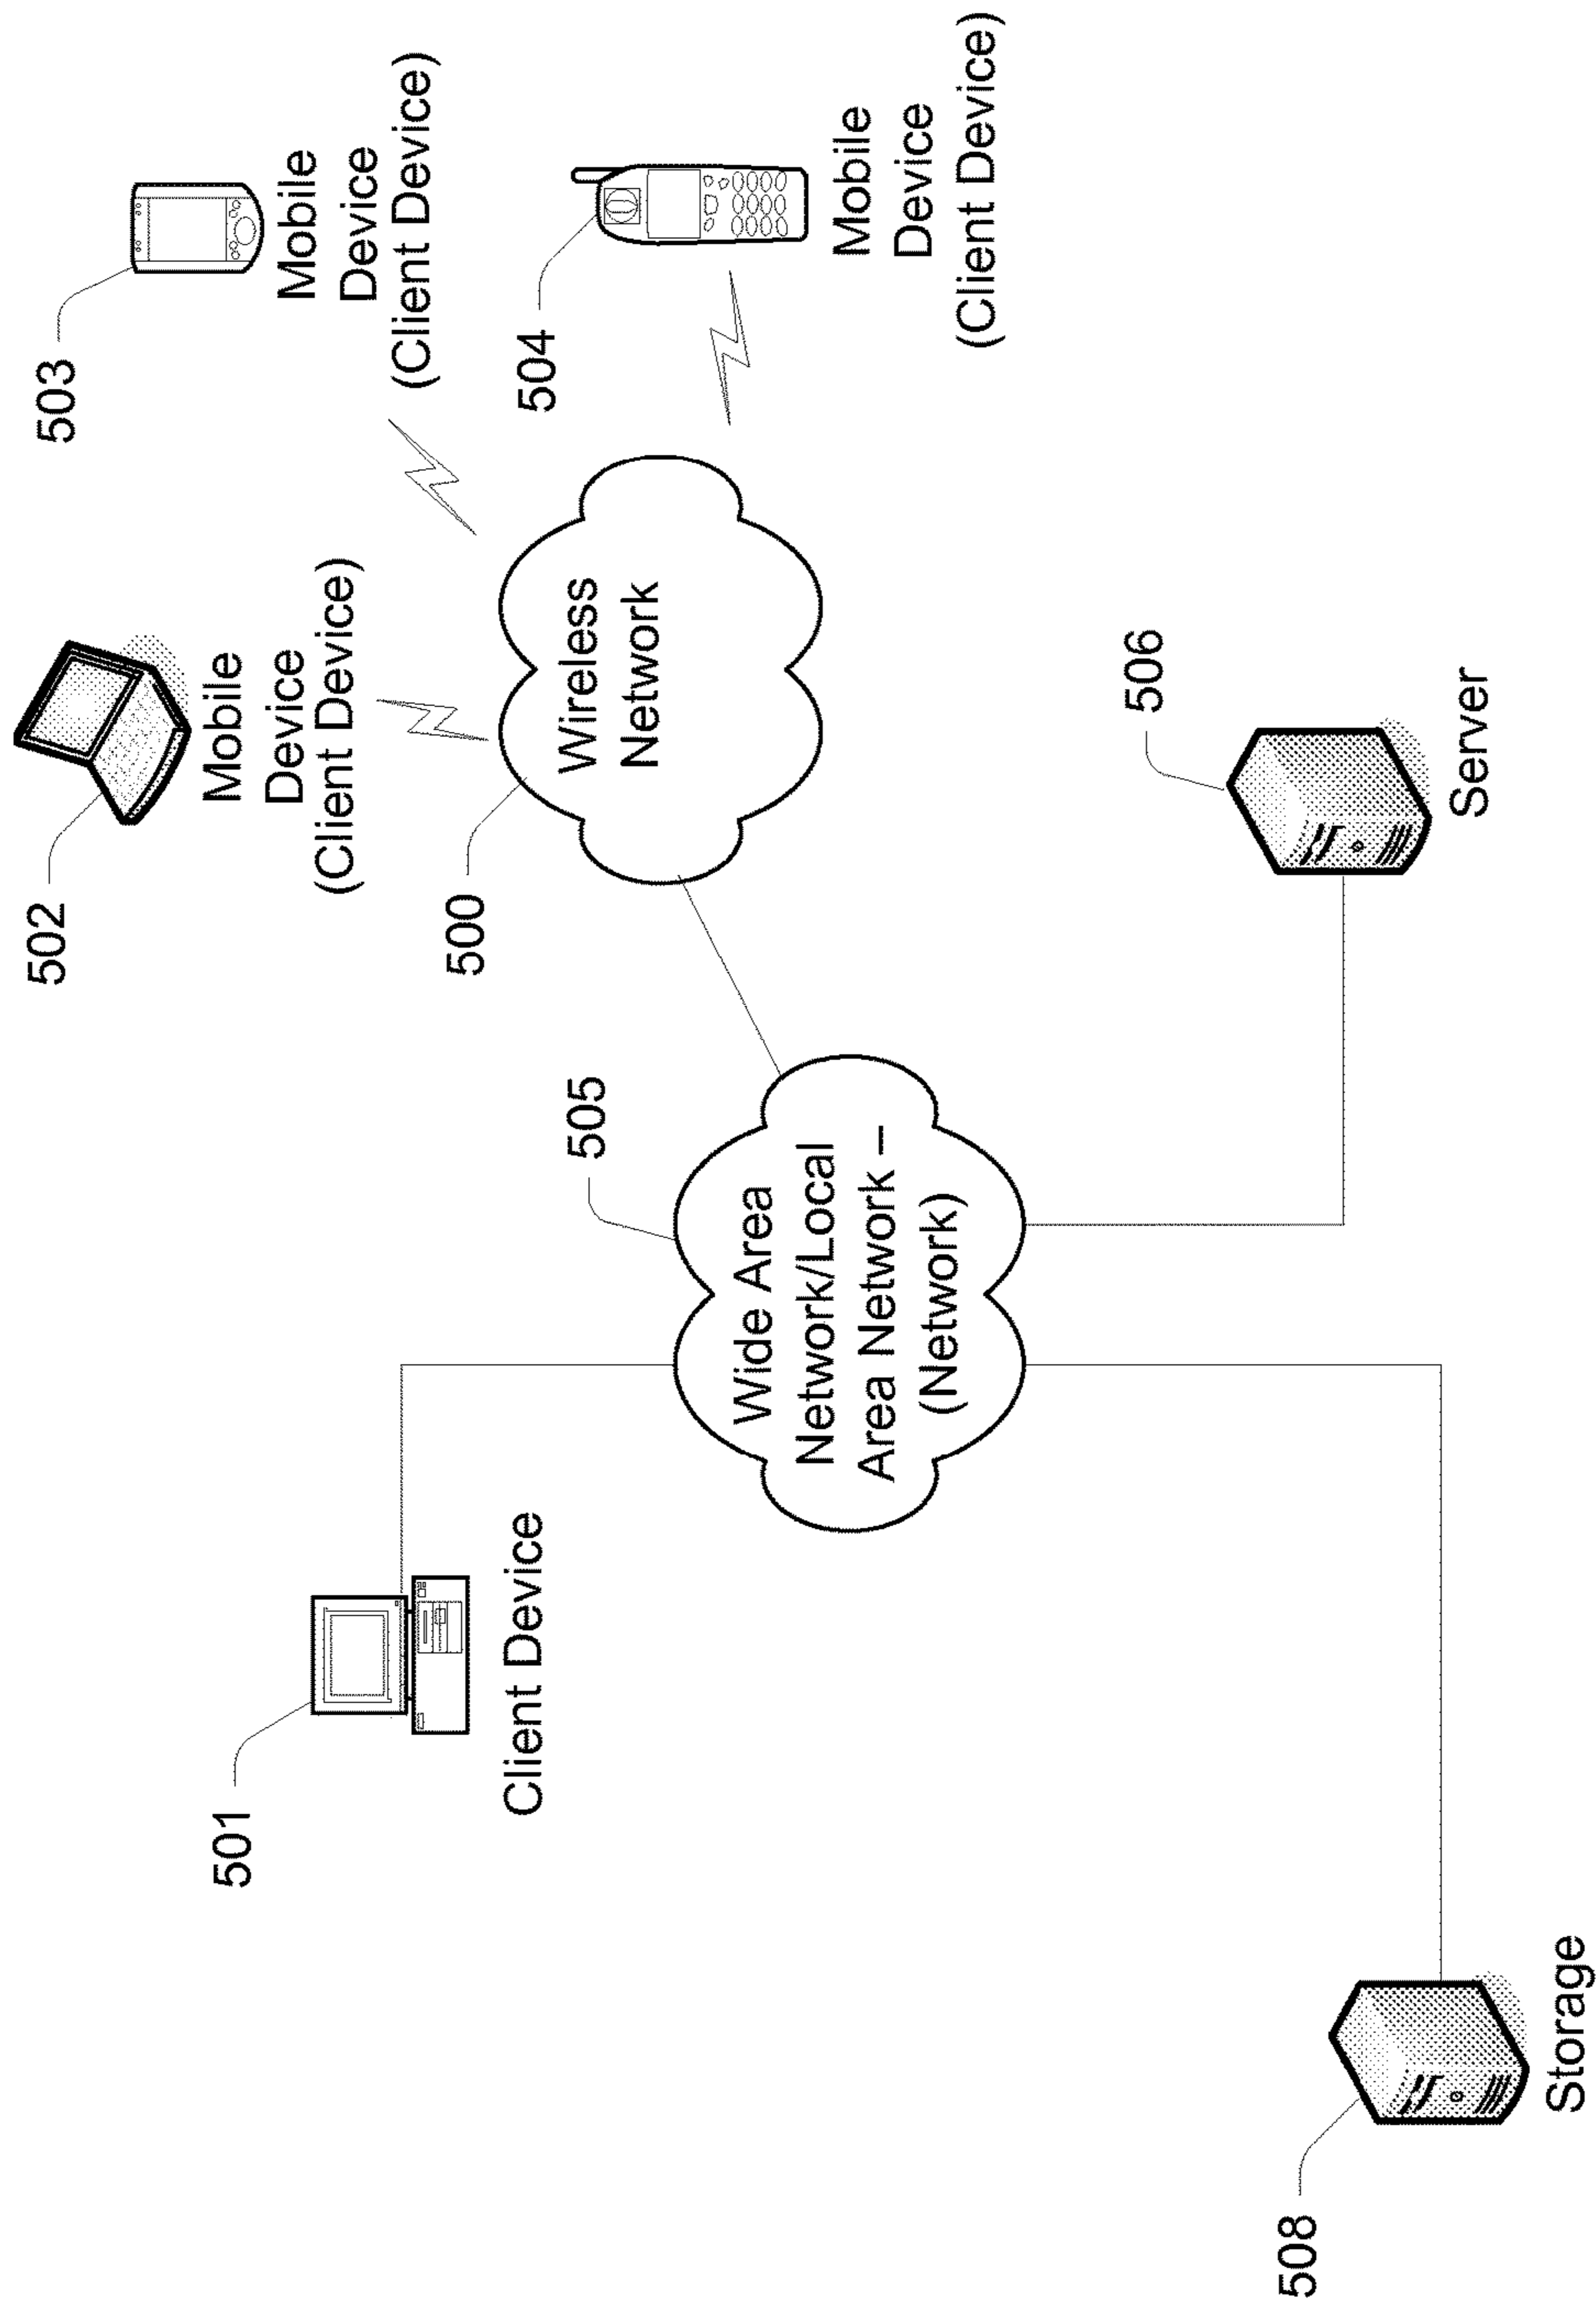 502
Mobile
Device
(Client Device)
503
Mobile
Device
(Client Device)
501
Client Device
500
Wireless
Network
504
Mobile
Device
(Client Device)
505
Wide Area
Network/Local
Area Network –
(Network)
506
Server
508
Storage